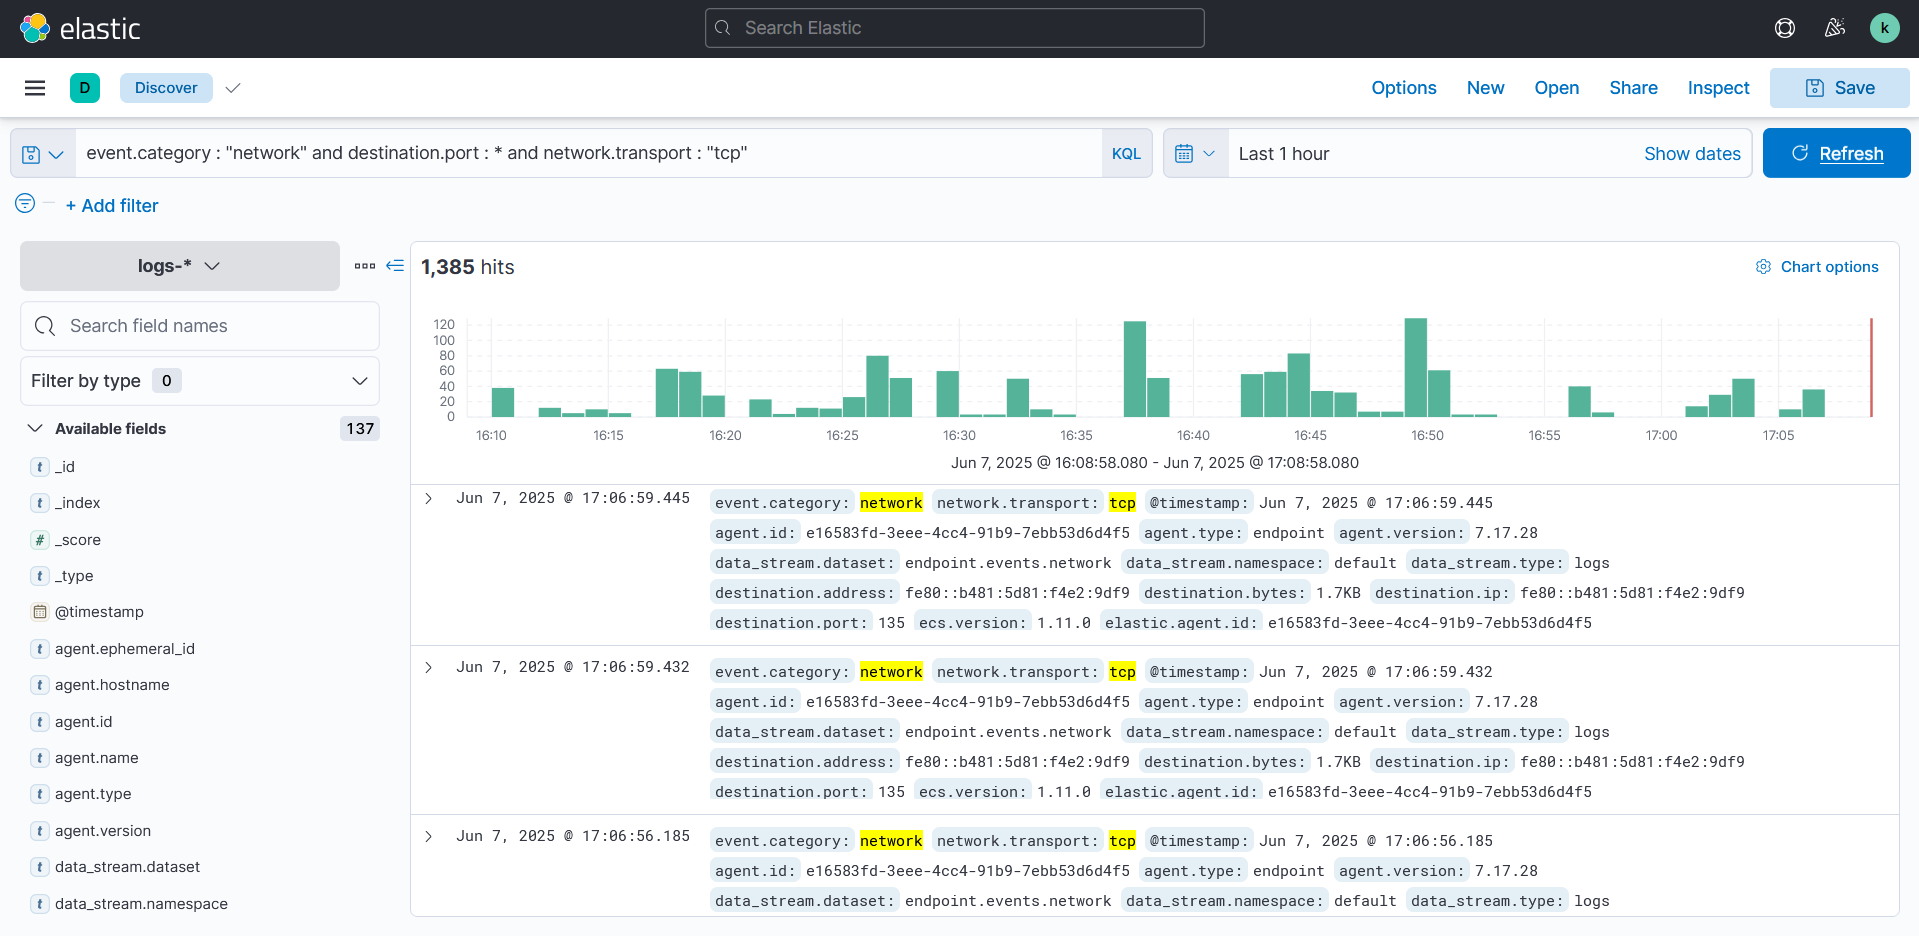 elastic
Search Elastic
k
D
Discover
Options New Open Share Inspect Save
event.category : "network" and destination.port : * and network.transport : "tcp"
KQL
Last 1 hour
Show dates
Refresh
+ Add filter
logs-*
Search field names
Filter by type 0
Available fields 137
t _id
t _index
# _score
t _type
@timestamp
t agent.ephemeral_id
t agent.hostname
t agent.id
t agent.name
t agent.type
t agent.version
t data_stream.dataset
t data_stream.namespace
1,385 hits
Chart options
120
100
80
60
40
20
0
16:10 16:15 16:20 16:25 16:30 16:35 16:40 16:45 16:50 16:55 17:00 17:05
Jun 7, 2025 @ 16:08:58.080 - Jun 7, 2025 @ 17:08:58.080
Jun 7, 2025 @ 17:06:59.445
event.category: network network.transport: tcp @timestamp: Jun 7, 2025 @ 17:06:59.445
agent.id: e16583fd-3eee-4cc4-91b9-7ebb53d6d4f5 agent.type: endpoint agent.version: 7.17.28
data_stream.dataset: endpoint.events.network data_stream.namespace: default data_stream.type: logs
destination.address: fe80::b481:5d81:f4e2:9df9 destination.bytes: 1.7KB destination.ip: fe80::b481:5d81:f4e2:9df9
destination.port: 135 ecs.version: 1.11.0 elastic.agent.id: e16583fd-3eee-4cc4-91b9-7ebb53d6d4f5
Jun 7, 2025 @ 17:06:59.432
event.category: network network.transport: tcp @timestamp: Jun 7, 2025 @ 17:06:59.432
agent.id: e16583fd-3eee-4cc4-91b9-7ebb53d6d4f5 agent.type: endpoint agent.version: 7.17.28
data_stream.dataset: endpoint.events.network data_stream.namespace: default data_stream.type: logs
destination.address: fe80::b481:5d81:f4e2:9df9 destination.bytes: 1.7KB destination.ip: fe80::b481:5d81:f4e2:9df9
destination.port: 135 ecs.version: 1.11.0 elastic.agent.id: e16583fd-3eee-4cc4-91b9-7ebb53d6d4f5
Jun 7, 2025 @ 17:06:56.185
event.category: network network.transport: tcp @timestamp: Jun 7, 2025 @ 17:06:56.185
agent.id: e16583fd-3eee-4cc4-91b9-7ebb53d6d4f5 agent.type: endpoint agent.version: 7.17.28
data_stream.dataset: endpoint.events.network data_stream.namespace: default data_stream.type: logs